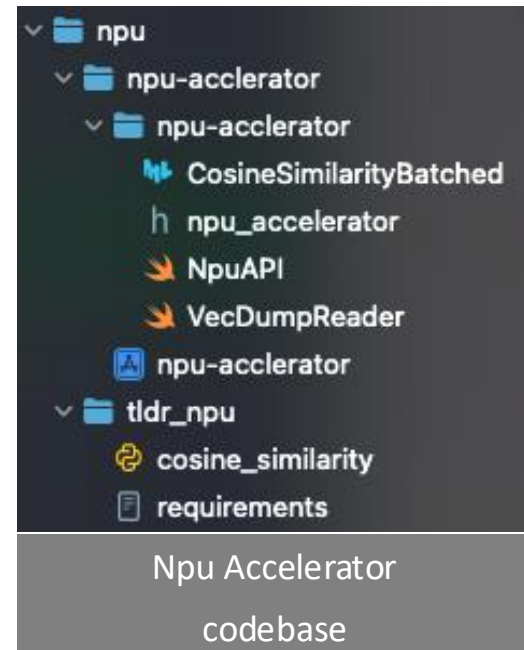 npu
npu-acclerator
npu-acclerator
CosineSimilarityBatched
h npu_accelerator
NpuAPI
VecDumpReader
npu-acclerator
tldr_npu
cosine_similarity
requirements
Npu Accelerator
codebase